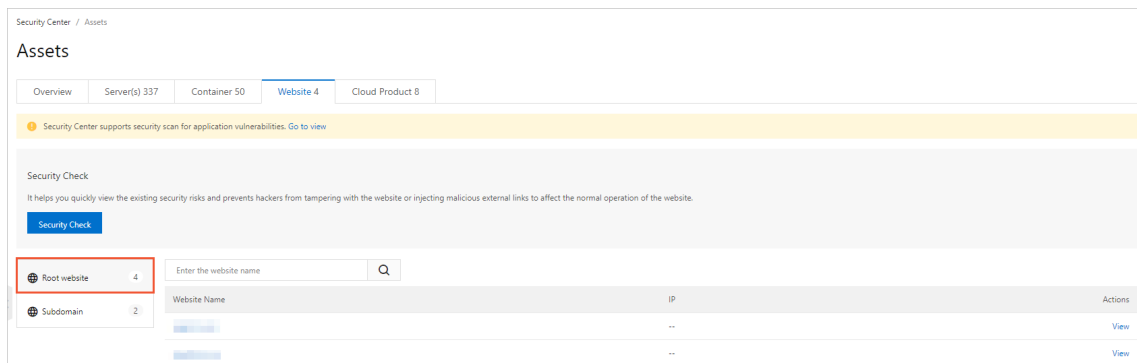 Security Center / Assets
Assets
Overview Server(s) 337 Container 50 Website 4 Cloud Product 8
Security Center supports security scan for application vulnerabilities. Go to view
Security Check
It helps you quickly view the existing security risks and prevents hackers from tampering with the website or injecting malicious external links to affect the normal operation of the website.
Security Check
Root website 4
Enter the website name
Subdomain 2
Website Name IP Actions
-- View
-- View